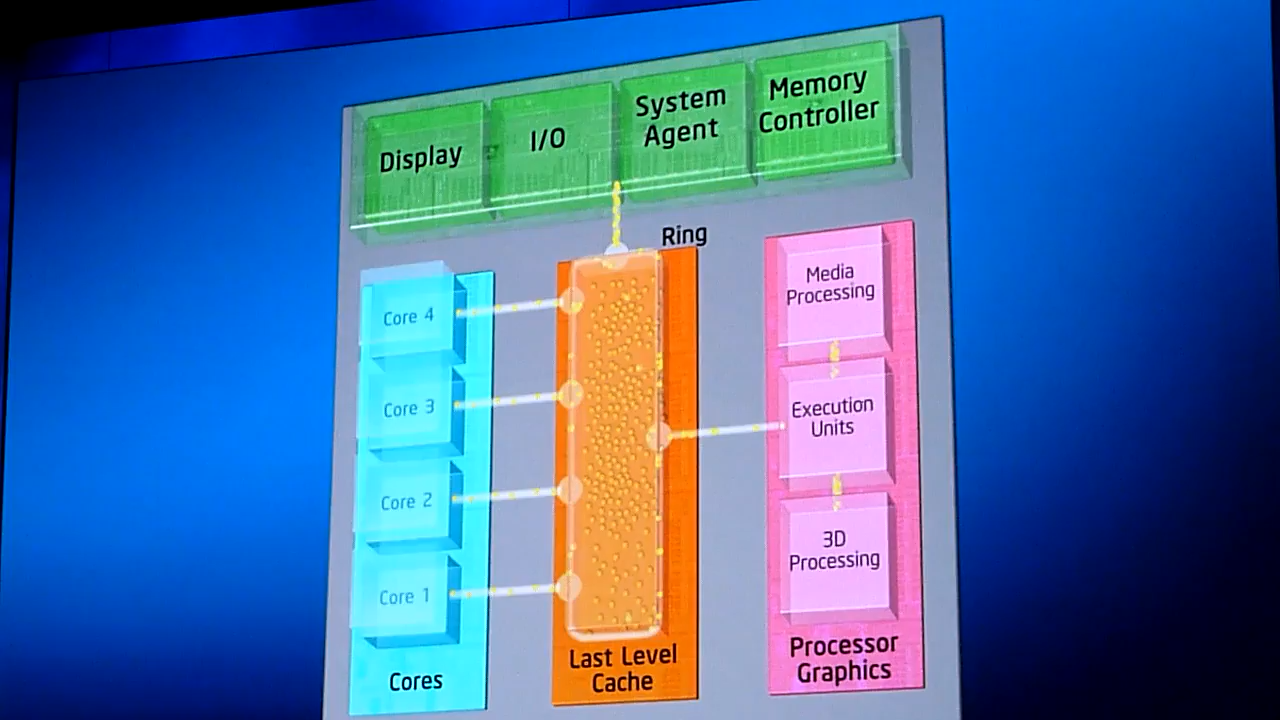 Display
I/O
System
Agent
Memory
Controller
Ring
Core 4
Core 3
Core 2
Core 1
Cores
Last Level
Cache
Media
Processing
Execution
Units
3D
Processing
Processor
Graphics